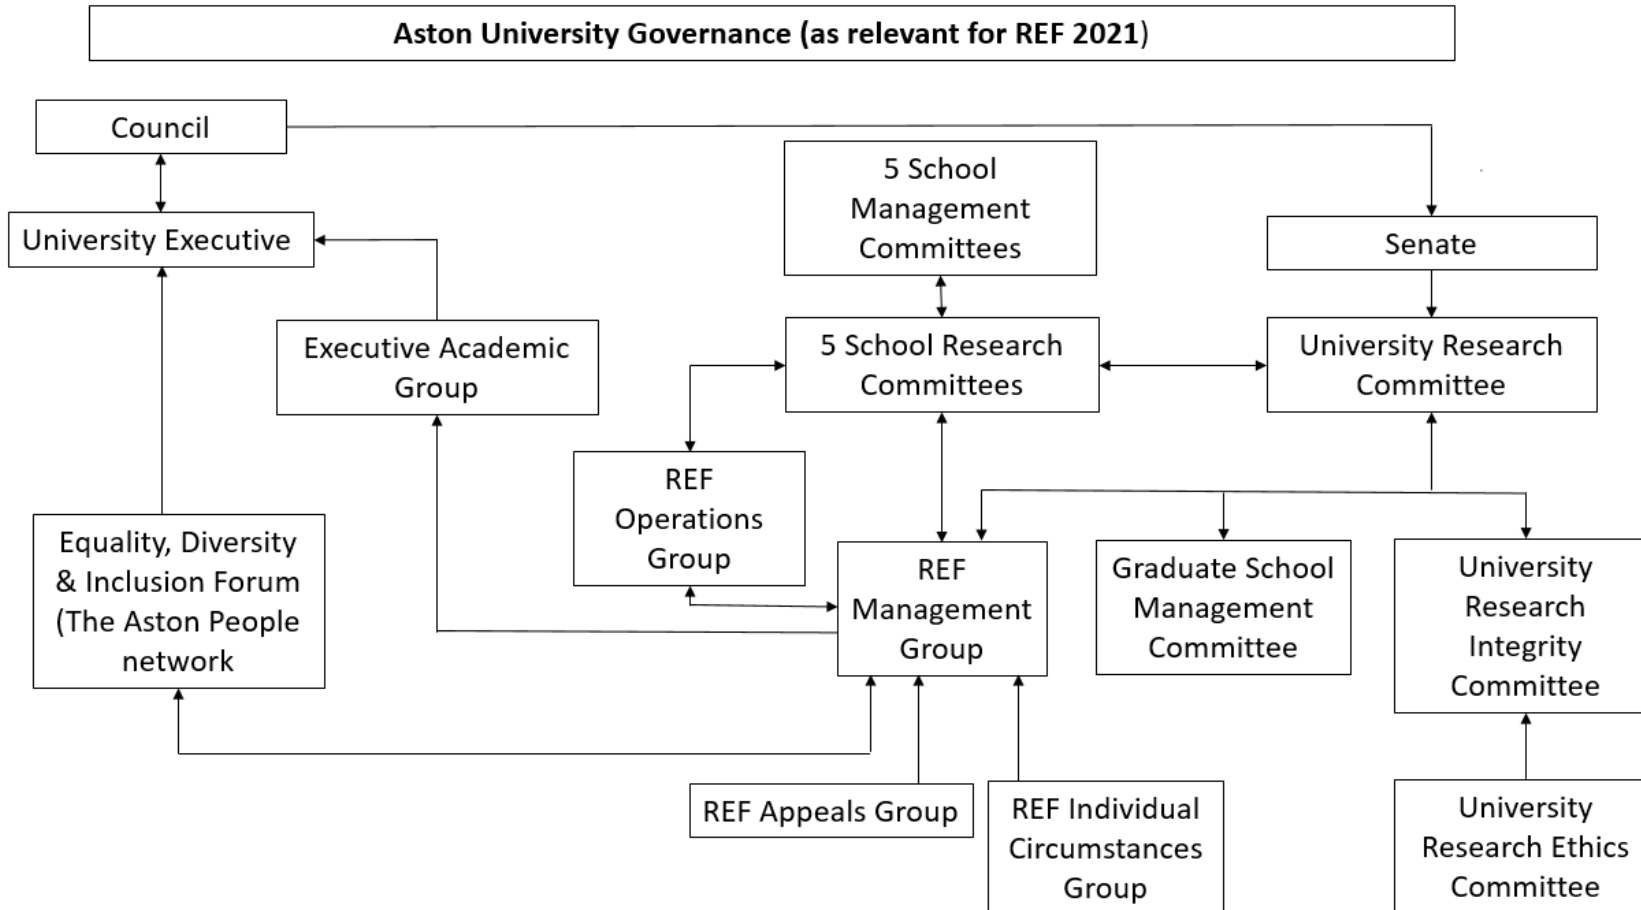 Aston University Governance (as relevant for REF 2021)
Council
5 School
Management
Committees
University Executive
Senate
Executive Academic
Group
5 School Research
Committees
University Research
Committee
REF
Operations
Group
Equality, Diversity
& Inclusion Forum
(The Aston People
network
REF
Management
Group
Graduate School
Management
Committee
University
Research
Integrity
Committee
REF Appeals Group
REF Individual
Circumstances
Group
University
Research Ethics
Committee